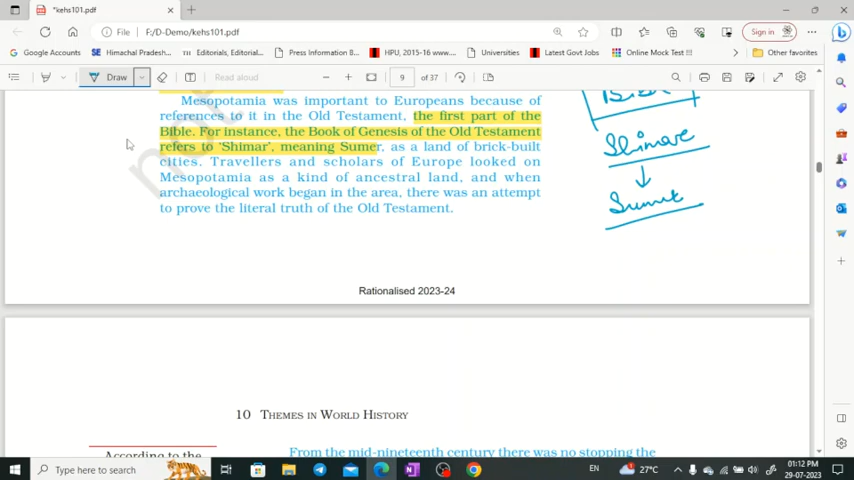 *kehs101.pdf
File
F:/D-Demo/kehs101.pdf
Sign in
Google Accounts
Himachal Pradesh...
Editorials, Editorial...
Press Information B...
HPU, 2015-16 www...
Universities
Latest Govt Jobs
Online Mock Test !!!
Other favorites
Draw
Read aloud
9 of 37
Mesopotamia was important to Europeans because of
references to it in the Old Testament, the first part of the
Bible. For instance, the Book of Genesis of the Old Testament
refers to ‘Shimar’, meaning Sumer, as a land of brick-built
cities. Travellers and scholars of Europe looked on
Mesopotamia as a kind of ancestral land, and when
archaeological work began in the area, there was an attempt
to prove the literal truth of the Old Testament.
not
Rationalised 2023-24
10 THEMES IN WORLD HISTORY
According to the
From the mid-nineteenth century there was no stopping the
Type here to search
EN
27°C
01:12 PM
29-07-2023